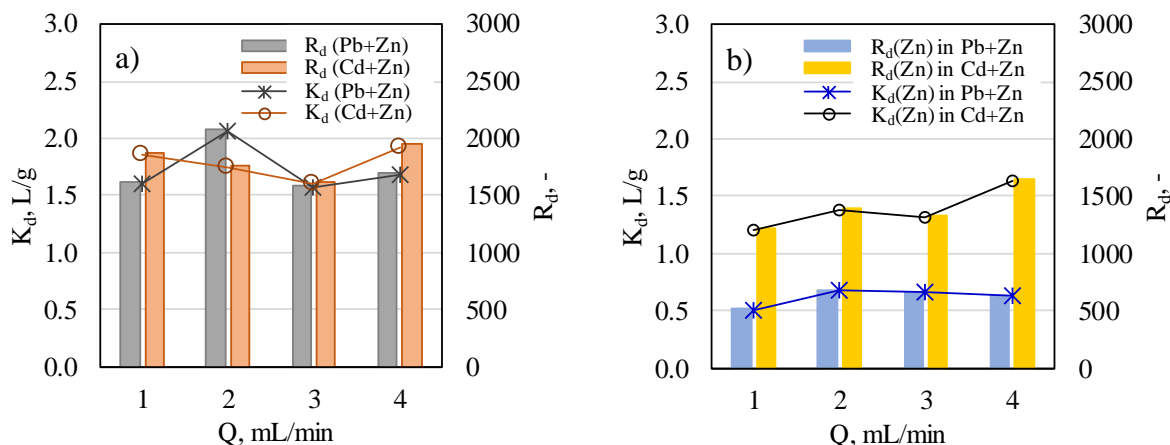 a)
R_d (Pb+Zn)
R_d (Cd+Zn)
K_d (Pb+Zn)
K_d (Cd+Zn)
K_d, L/g
3.0
2.5
2.0
1.5
1.0
0.5
0.0
R_d, -
3000
2500
2000
1500
1000
500
0
1 2 3 4
Q, mL/min
b)
R_d(Zn) in Pb+Zn
R_d(Zn) in Cd+Zn
K_d(Zn) in Pb+Zn
K_d(Zn) in Cd+Zn
K_d, L/g
3.0
2.5
2.0
1.5
1.0
0.5
0.0
R_d, -
3000
2500
2000
1500
1000
500
0
1 2 3 4
Q, mL/min